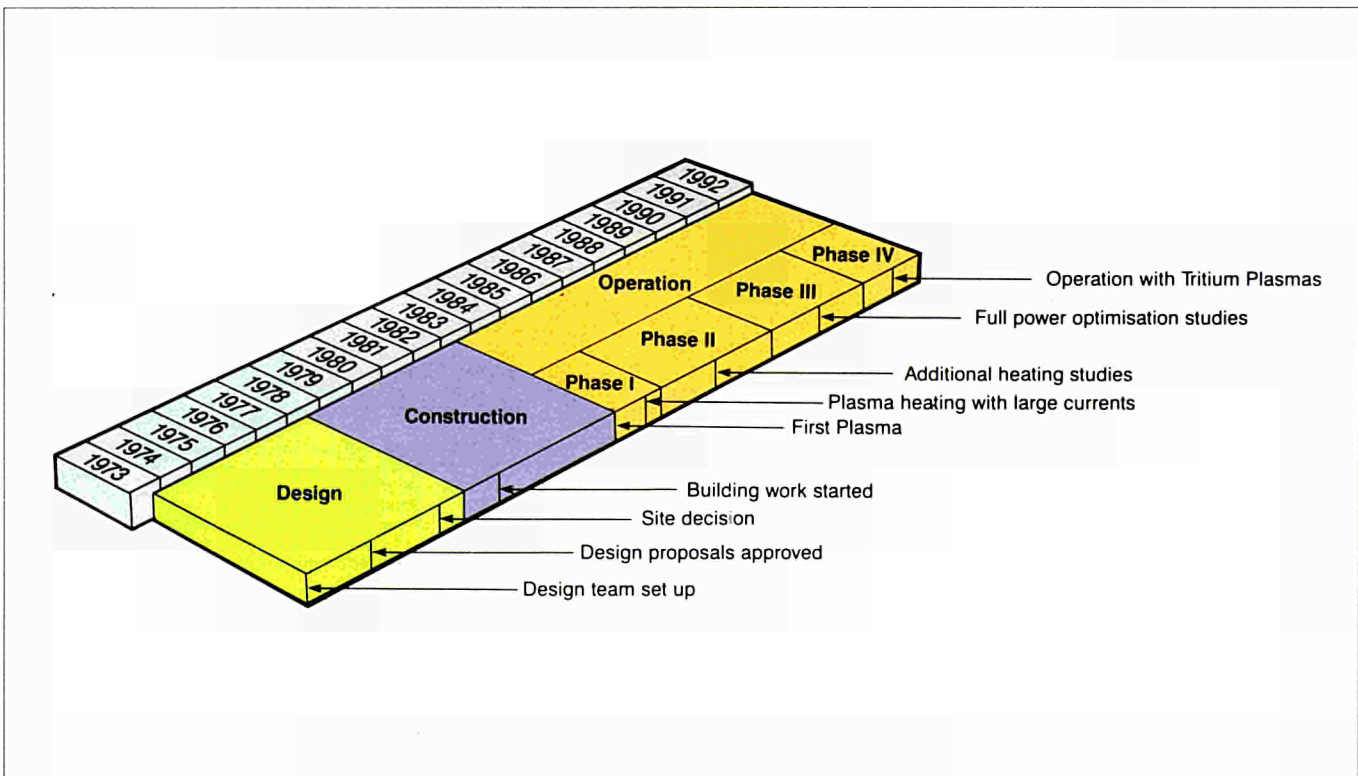 1992
1991
1990
1989
1988
1987
1986
1985
1984
1983
1982
1981
1980
1979
1978
1977
1976
1975
1974
1973
Operation
Phase IV
Phase III
Phase II
Phase I
Construction
Design
Operation with Tritium Plasmas
Full power optimisation studies
Additional heating studies
Plasma heating with large currents
First Plasma
Building work started
Site decision
Design proposals approved
Design team set up